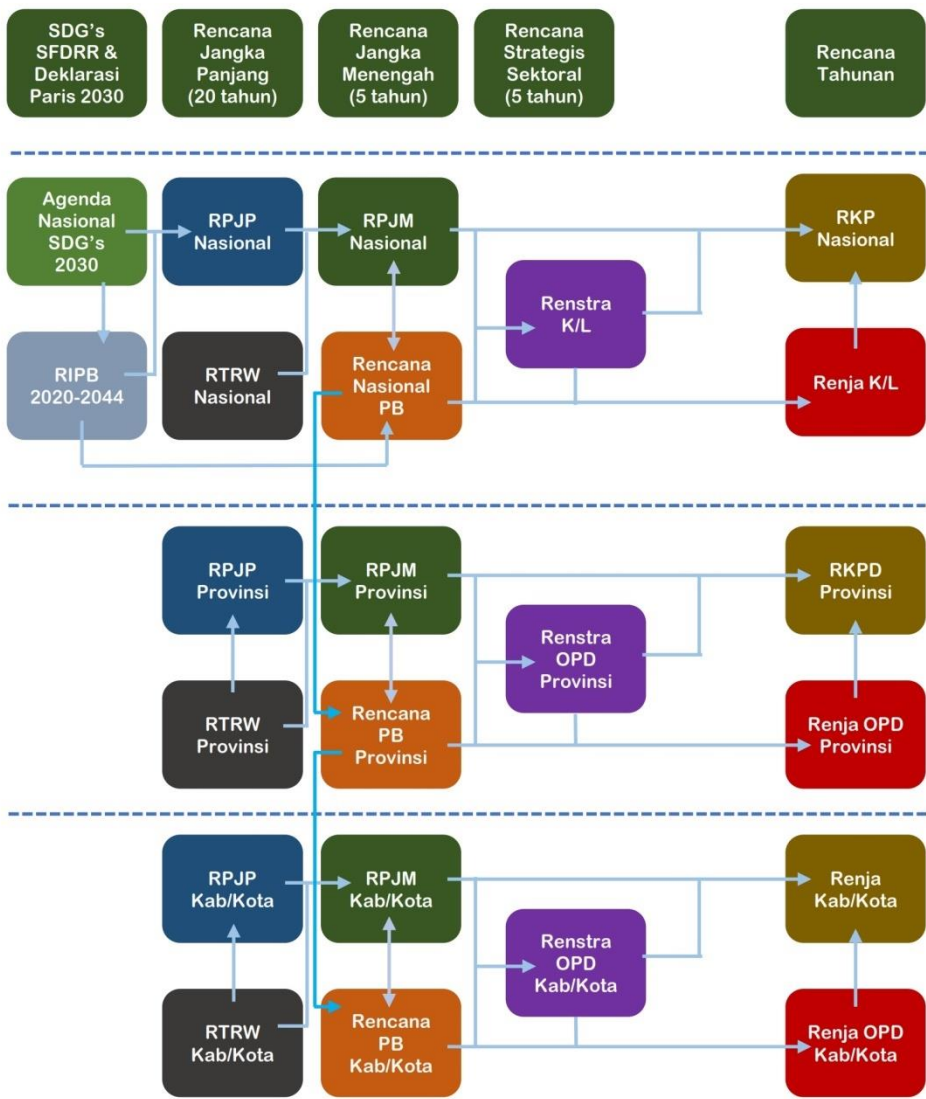 SDG's
SFDRR &
Deklarasi
Paris 2030
Rencana
Jangka
Panjang
(20 tahun)
Rencana
Jangka
Menengah
(5 tahun)
Rencana
Strategis
Sektoral
(5 tahun)
Rencana
Tahunan
Agenda
Nasional
SDG's
2030
RPJP
Nasional
RPJM
Nasional
RKP
Nasional
Renstra
K/L
RIPB
2020-2044
RTRW
Nasional
Rencana
Nasional
PB
Renja K/L
RPJP
Provinsi
RPJM
Provinsi
RKPD
Provinsi
Renstra
OPD
Provinsi
RTRW
Provinsi
Rencana
PB
Provinsi
Renja OPD
Provinsi
RPJP
Kab/Kota
RPJM
Kab/Kota
Renja
Kab/Kota
Renstra
OPD
Kab/Kota
RTRW
Kab/Kota
Rencana
PB
Kab/Kota
Renja OPD
Kab/Kota